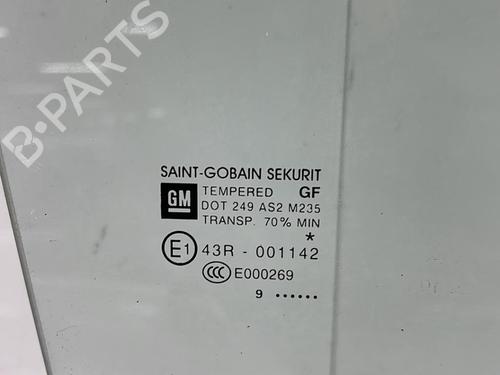 B-PARTS
SAINT-GOBAIN SEKURIT
GM TEMPERED GF
DOT 249 AS2 M235
TRANSP. 70% MIN
*
E1 43R - 001142
CCC E000269
9 ......